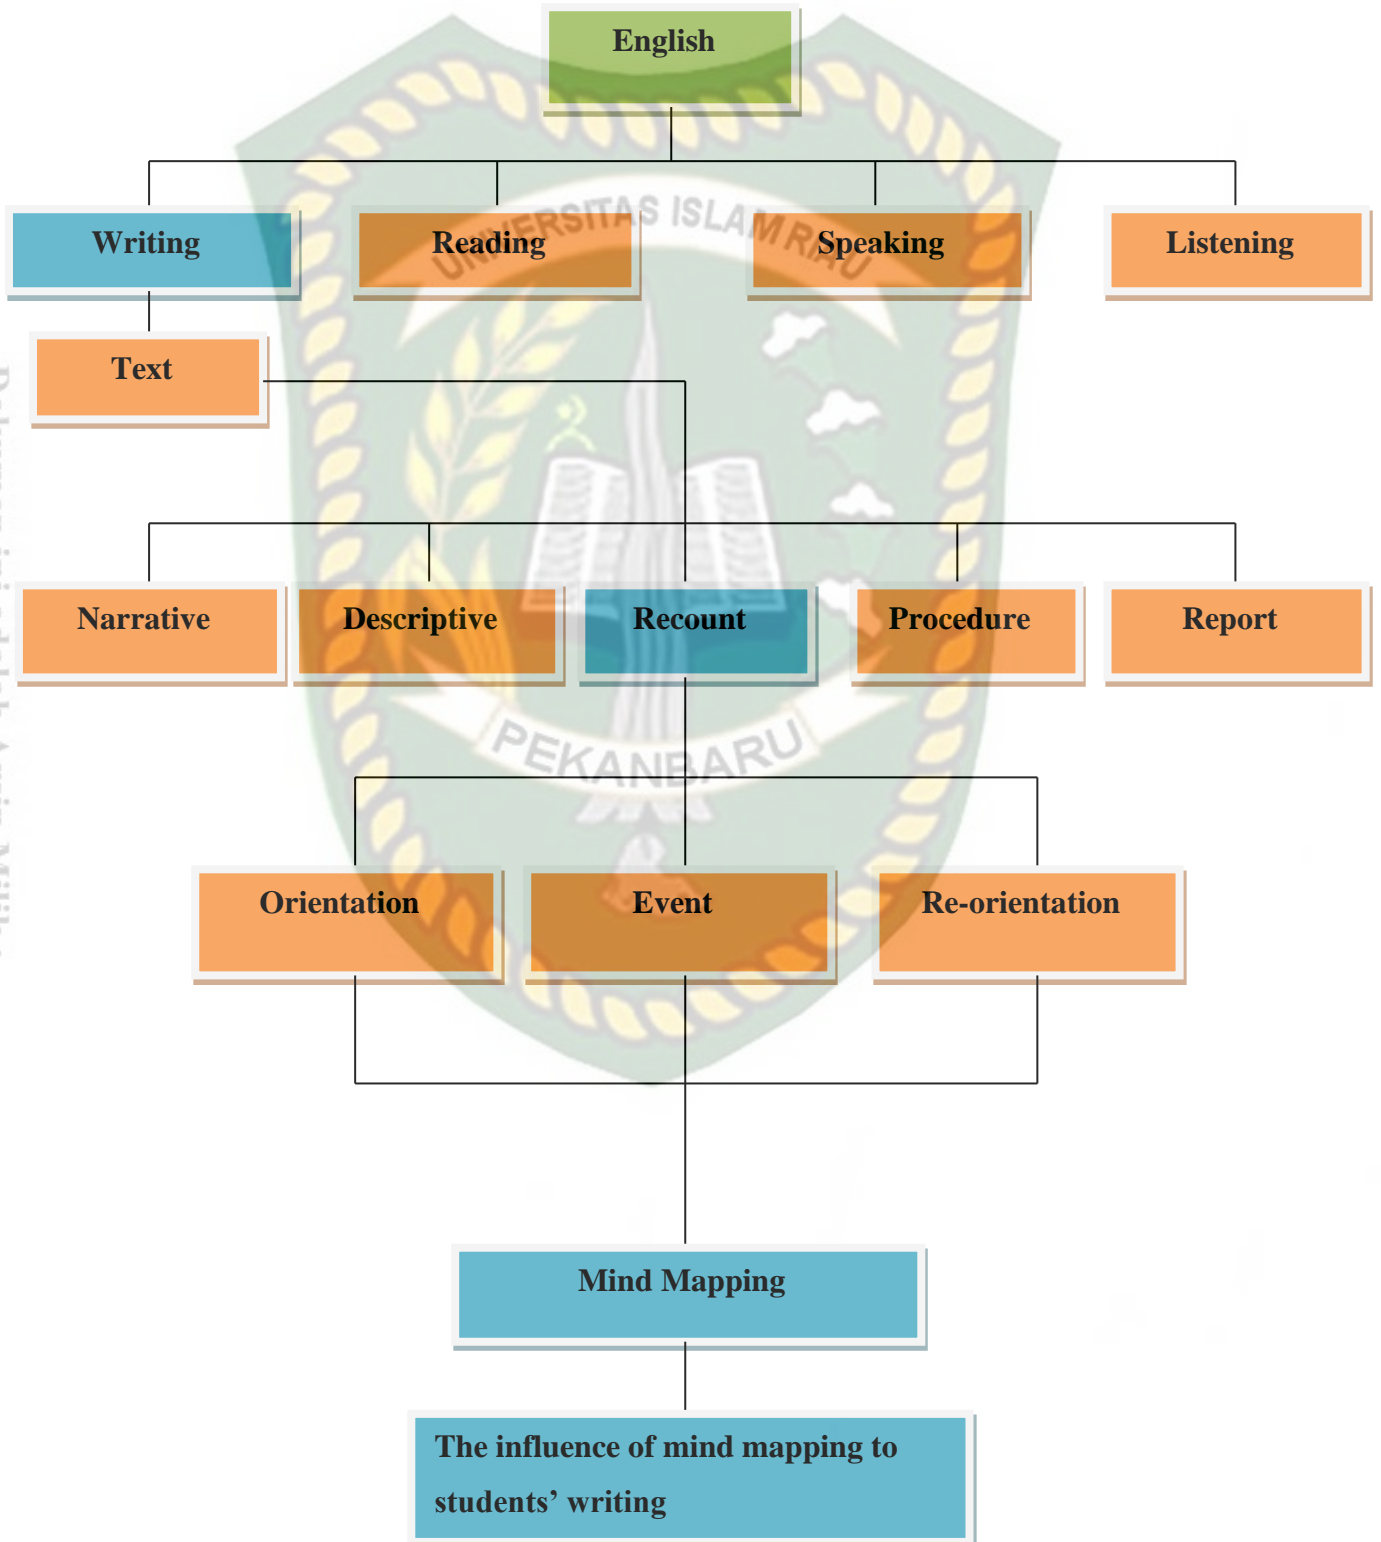 English
UNIVERSITAS ISLAM RIAU
Writing
Reading
Speaking
Listening
Text
Narrative
Descriptive
Recount
Procedure
Report
PEKANBARU
Orientation
Event
Re-orientation
Mind Mapping
The influence of mind mapping to
students’ writing